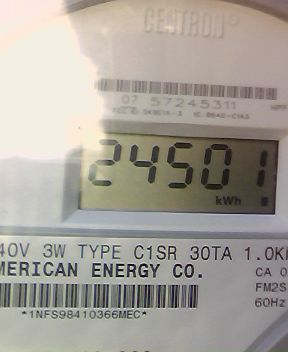 CENTRON®
07 57245311
24501
kWh
40V 3W TYPE C1SR 30TA 1.0K
MERICAN ENERGY CO.
CA 0
FM2S
60Hz
*1NFS98410366MEC*